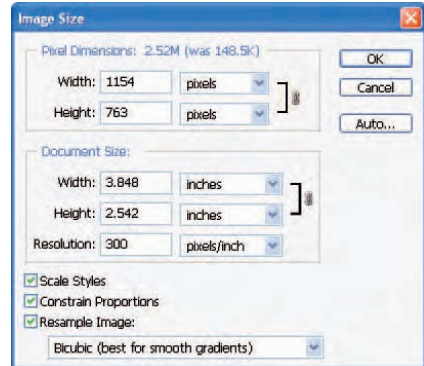 Image Size
Pixel Dimensions: 2.52M (was 148.5K)
OK
Width: 1154 pixels
Cancel
Height: 763 pixels
Auto...
Document Size:
Width: 3.848 inches
Height: 2.542 inches
Resolution: 300 pixels/inch
Scale Styles
Constrain Proportions
Resample Image:
Bicubic (best for smooth gradients)